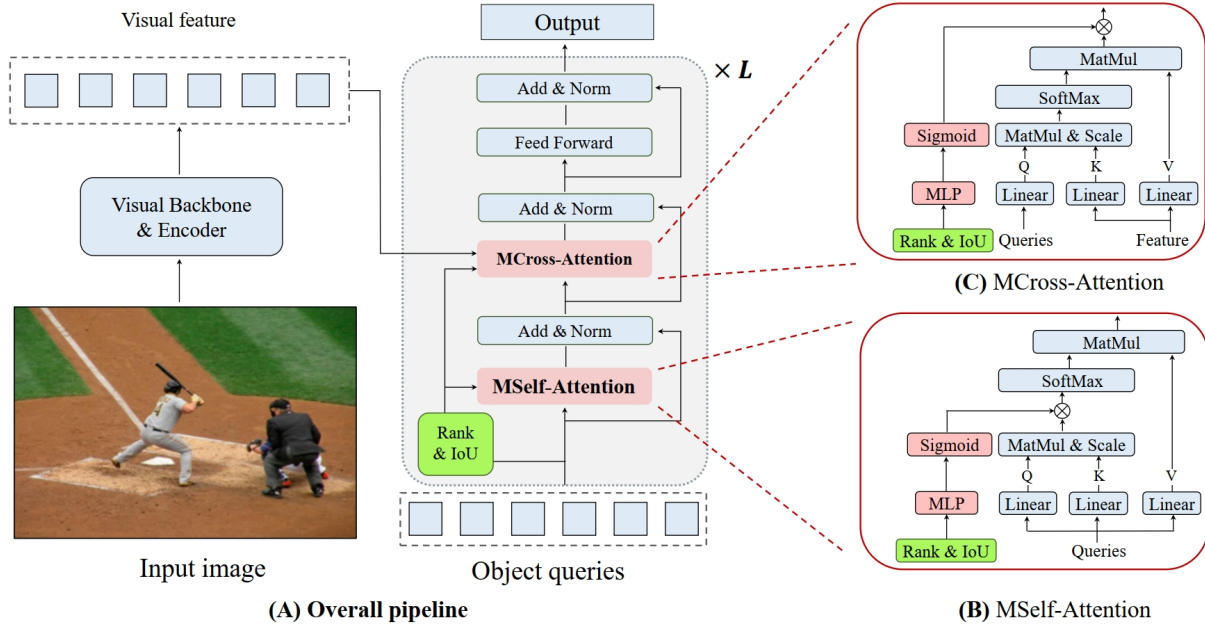 Visual feature
Visual Backbone
& Encoder
Input image
Output
× L
Add & Norm
Feed Forward
Add & Norm
MCross-Attention
Add & Norm
MSelf-Attention
Rank
& IoU
Object queries
(A) Overall pipeline
MatMul
SoftMax
Sigmoid
MatMul & Scale
Q
K
V
MLP
Linear
Linear
Linear
Rank & IoU
Queries
Feature
(C) MCross-Attention
MatMul
SoftMax
Sigmoid
MatMul & Scale
Q
K
V
MLP
Linear
Linear
Linear
Rank & IoU
Queries
(B) MSelf-Attention